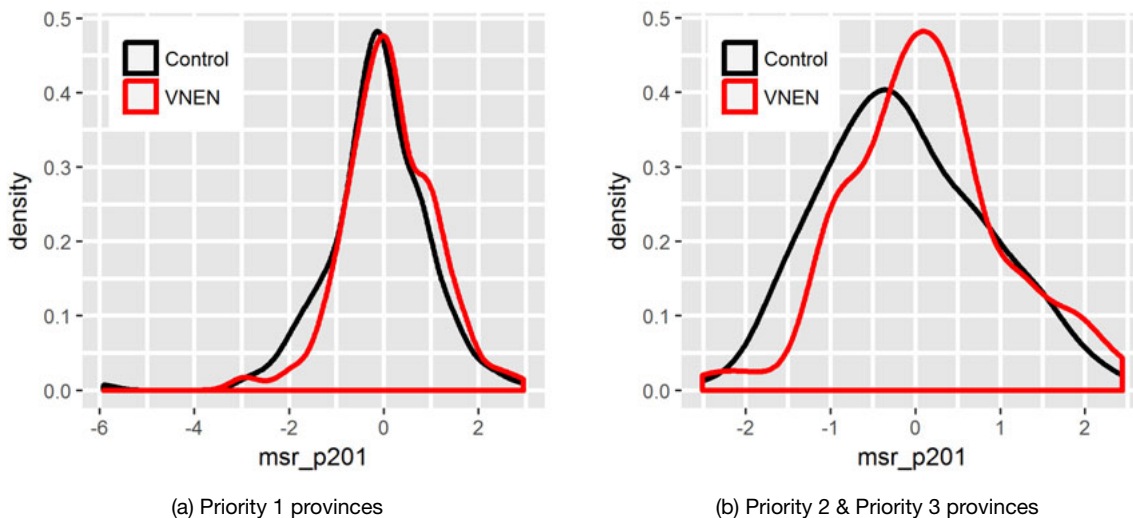 0.5
Control
VNEN
0.4
0.3
0.2
0.1
0.0
density
-6
-4
-2
0
2
msr_p201
(a) Priority 1 provinces
0.5
Control
VNEN
0.4
0.3
0.2
0.1
0.0
density
-2
-1
0
1
2
msr_p201
(b) Priority 2 & Priority 3 provinces